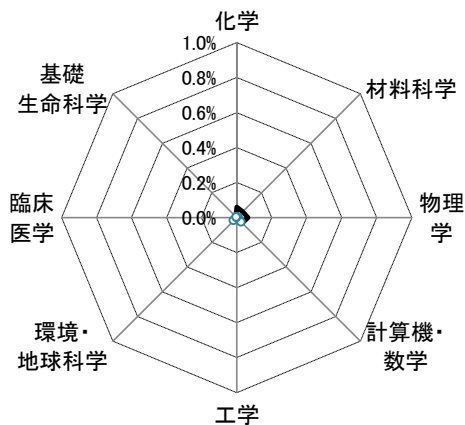 化学
1.0%
0.8%
0.6%
0.4%
0.2%
0.0%
材料科学
物理
学
計算機・
数学
工学
環境・
地球科学
臨床
医学
基礎
生命科学